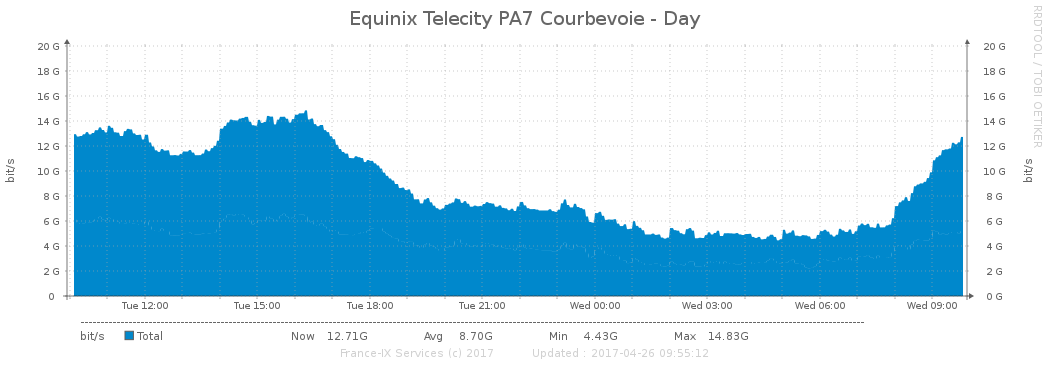 Equinix Telecity PA7 Courbevoie - Day
RRDTOOL / TOBI OETIKER
20 G 20 G
18 G 18 G
16 G 16 G
14 G 14 G
12 G 12 G
10 G 10 G
8 G 8 G
6 G 6 G
4 G 4 G
2 G 2 G
0 0 G
bit/s bit/s
Tue 12:00 Tue 15:00 Tue 18:00 Tue 21:00 Wed 00:00 Wed 03:00 Wed 06:00 Wed 09:00
bit/s Total Now 12.71G Avg 8.70G Min 4.43G Max 14.83G
France-IX Services (c) 2017 Updated : 2017-04-26 09:55:12